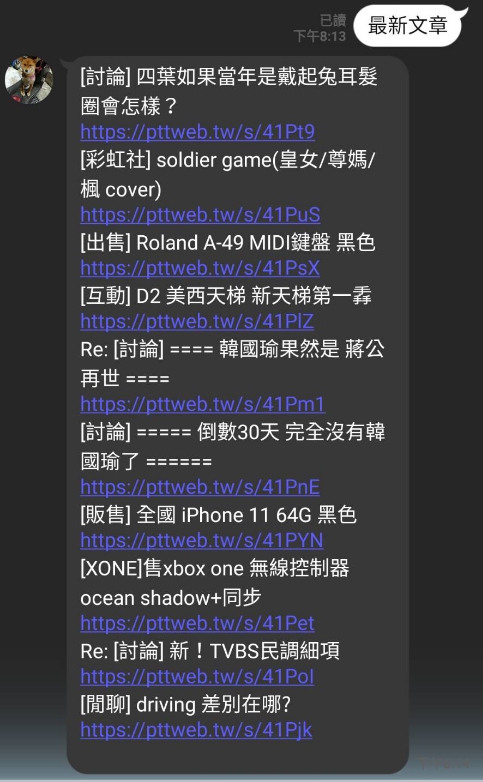 已讀
下午8:13
最新文章
[討論] 四葉如果當年是戴起兔耳髮
圈會怎樣？
https://pttweb.tw/s/41Pt9
[彩虹社] soldier game(皇女/尊媽/
楓 cover)
https://pttweb.tw/s/41PuS
[出售] Roland A-49 MIDI鍵盤 黑色
https://pttweb.tw/s/41PsX
[互動] D2 美西天梯 新天梯第一掱
https://pttweb.tw/s/41PlZ
Re: [討論] ==== 韓國瑜果然是 蔣公
再世 ====
https://pttweb.tw/s/41Pm1
[討論] ===== 倒數30天 完全沒有韓
國瑜了 ======
https://pttweb.tw/s/41PnE
[販售] 全國 iPhone 11 64G 黑色
https://pttweb.tw/s/41PYN
[XONE]售xbox one 無線控制器
ocean shadow+同步
https://pttweb.tw/s/41Pet
Re: [討論] 新！TVBS民調細項
https://pttweb.tw/s/41PoI
[閒聊] driving 差別在哪?
https://pttweb.tw/s/41Pjk